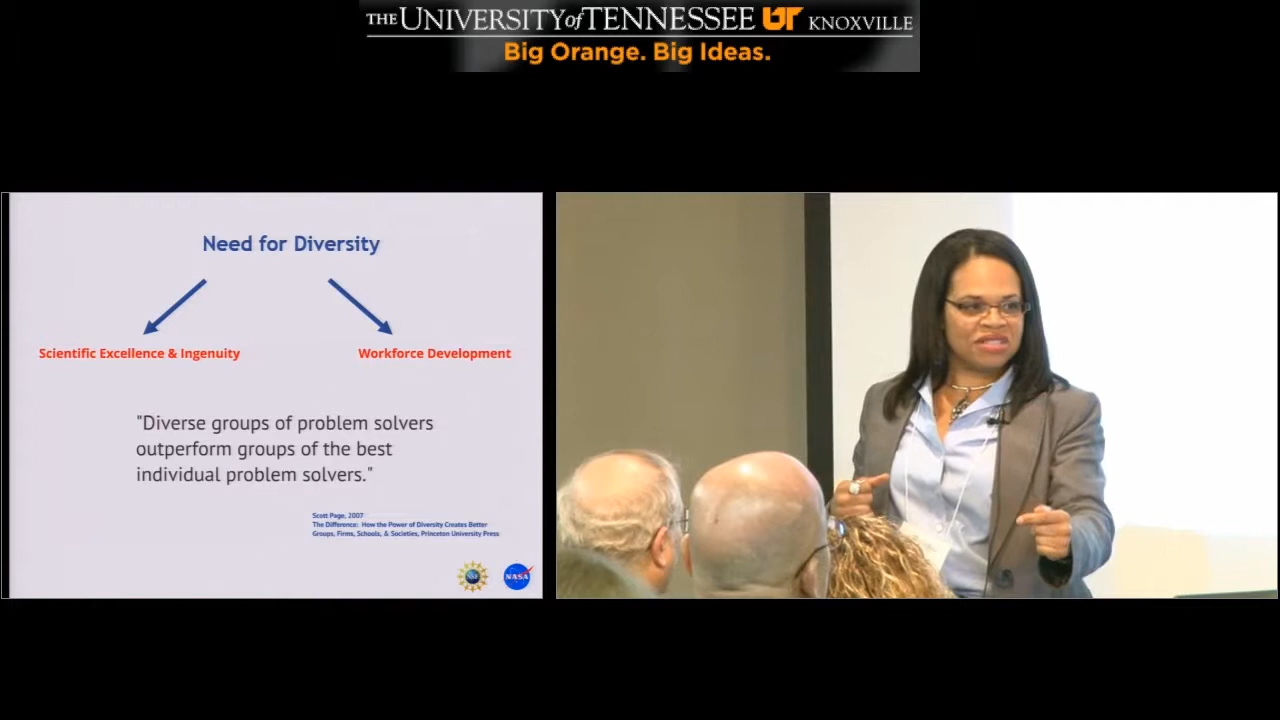 THE UNIVERSITY of TENNESSEE UT KNOXVILLE
Big Orange. Big Ideas.
Need for Diversity
Scientific Excellence & Ingenuity
Workforce Development
"Diverse groups of problem solvers
outperform groups of the best
individual problem solvers."
Scott Page, 2007
The Difference: How the Power of Diversity Creates Better
Groups, Firms, Schools, & Societies, Princeton University Press
NSF
NASA